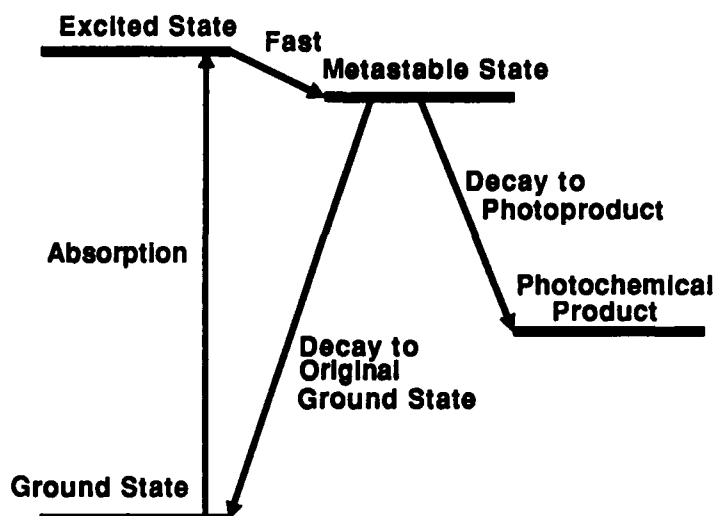 Excited State
Fast
Metastable State
Decay to
Photoproduct
Absorption
Photochemical
Product
Decay to
Original
Ground State
Ground State